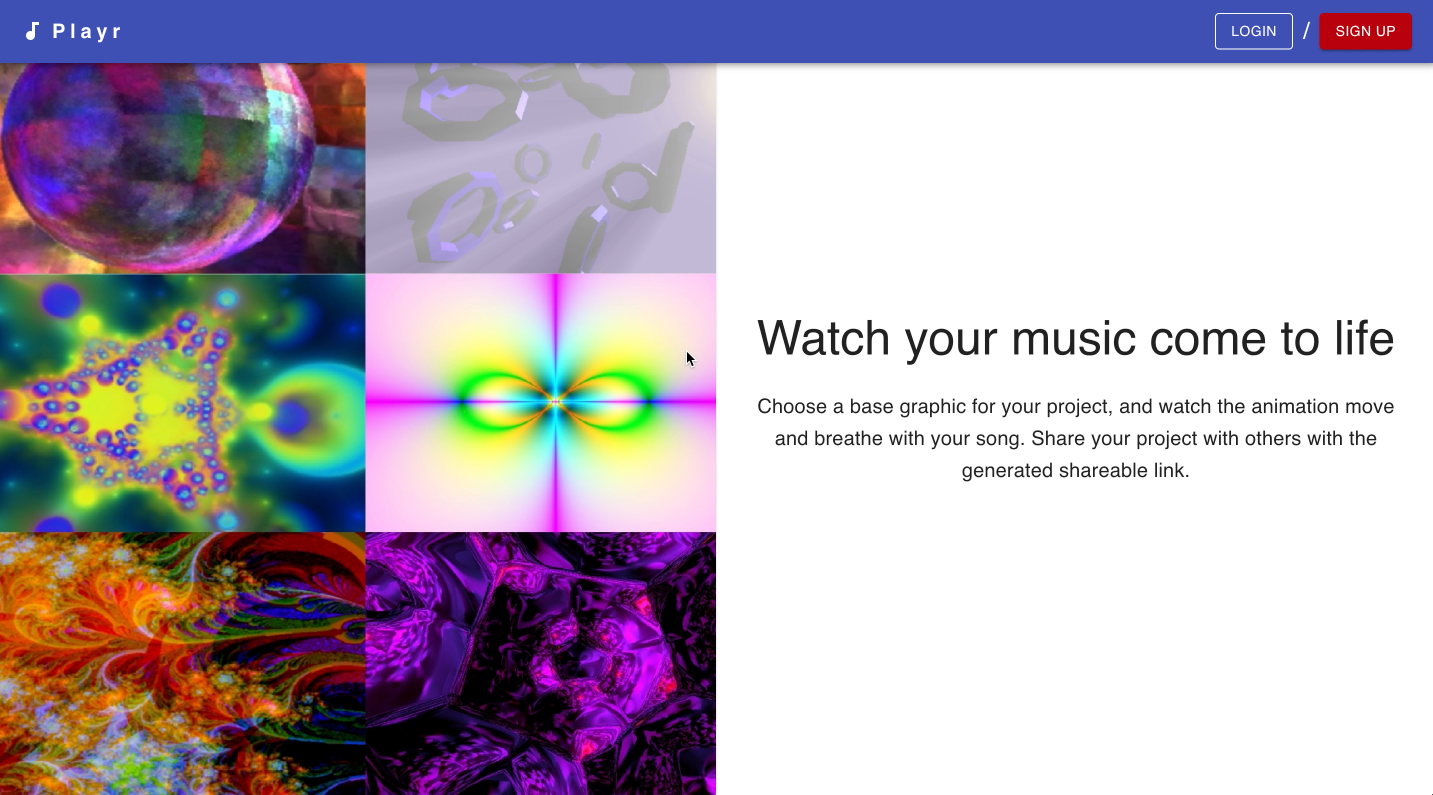 Playr
LOGIN / SIGN UP
Watch your music come to life
Choose a base graphic for your project, and watch the animation move
and breathe with your song. Share your project with others with the
generated shareable link.